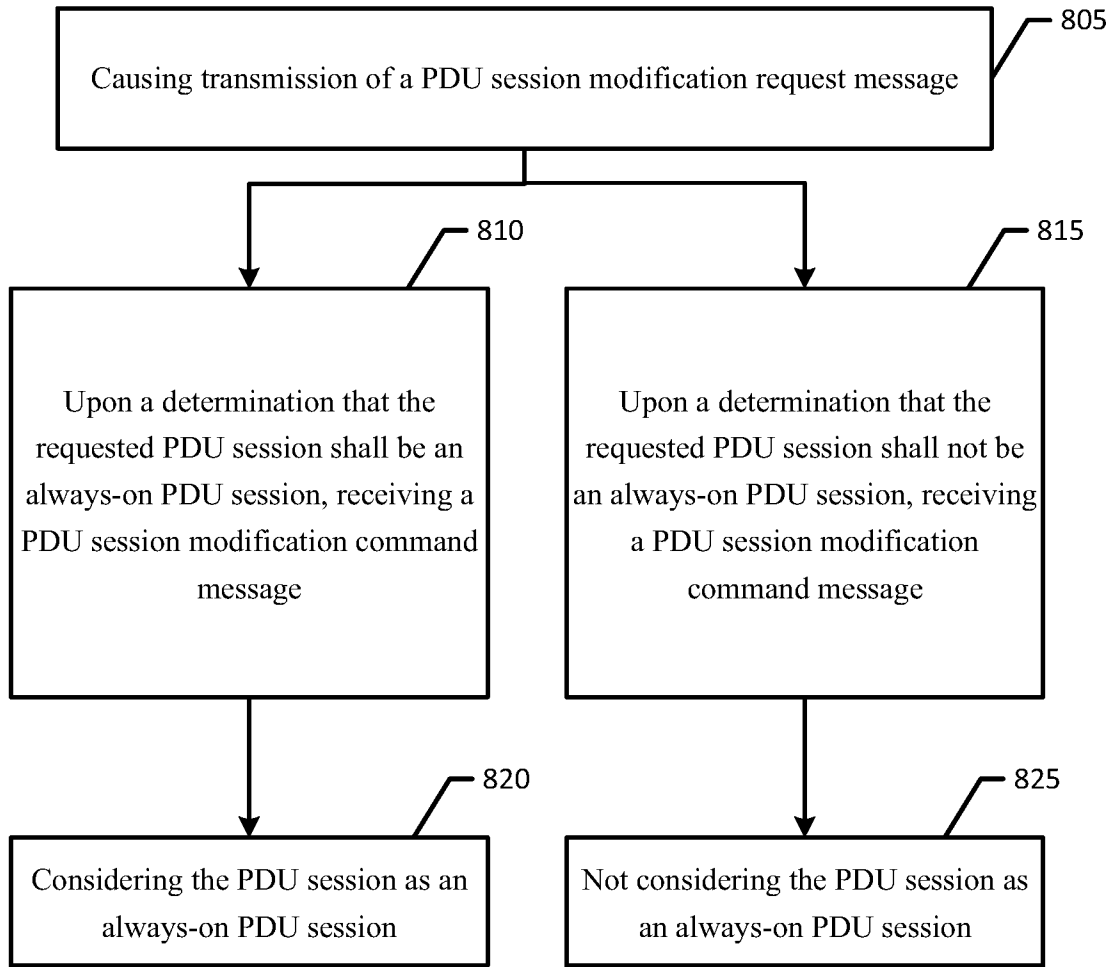 805
Causing transmission of a PDU session modification request message
810
Upon a determination that the
requested PDU session shall be an
always-on PDU session, receiving a
PDU session modification command
message
815
Upon a determination that the
requested PDU session shall not be
an always-on PDU session, receiving
a PDU session modification
command message
820
Considering the PDU session as an
always-on PDU session
825
Not considering the PDU session as
an always-on PDU session